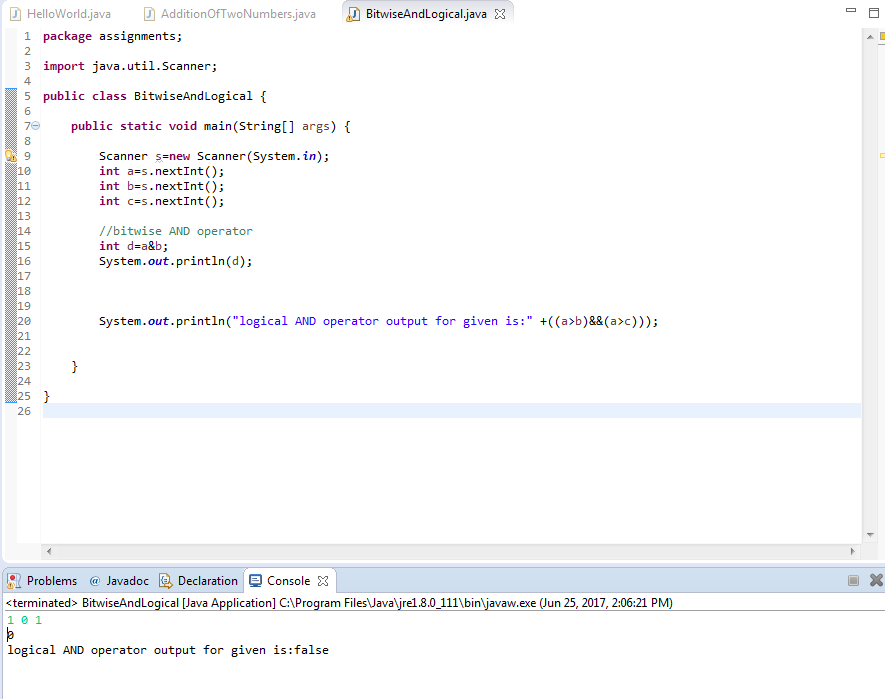 HelloWorld.java AdditionOfTwoNumbers.java BitwiseAndLogical.java
1 package assignments;
2
3 import java.util.Scanner;
4
5 public class BitwiseAndLogical {
6
7 public static void main(String[] args) {
8
9 Scanner s=new Scanner(System.in);
10 int a=s.nextInt();
11 int b=s.nextInt();
12 int c=s.nextInt();
13
14 //bitwise AND operator
15 int d=a&b;
16 System.out.println(d);
17
18
19
20 System.out.println("logical AND operator output for given is:" +((a>b)&&(a>c)));
21
22
23 }
24
25 }
26
Problems @ Javadoc Declaration Console
<terminated> BitwiseAndLogical [Java Application] C:\Program Files\Java\jre1.8.0_111\bin\javaw.exe (Jun 25, 2017, 2:06:21 PM)
1 0 1
0
logical AND operator output for given is:false